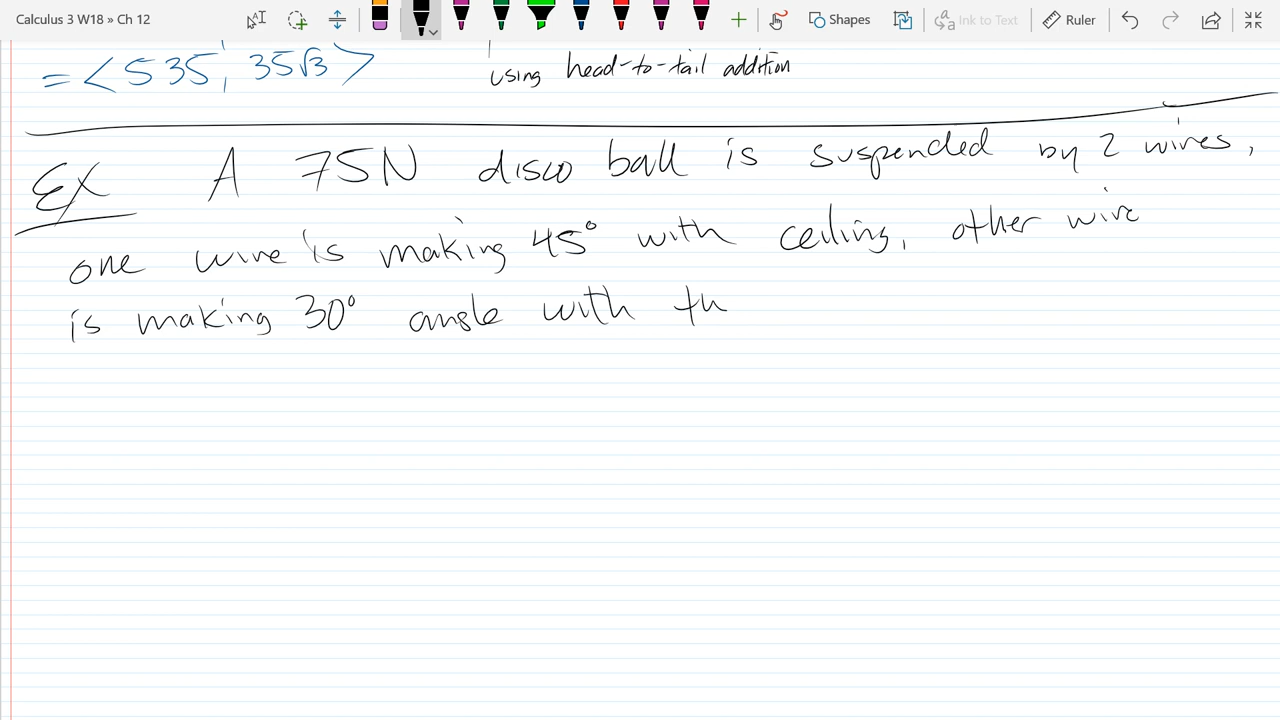 Calculus 3 W18 » Ch 12
Shapes
Ink to Text
Ruler
= <535, 35√3>
using head-to-tail addition
Ex A 75N disco ball is suspended by 2 wires,
one wire is making 45° with ceiling, other wire
is making 30° angle with th